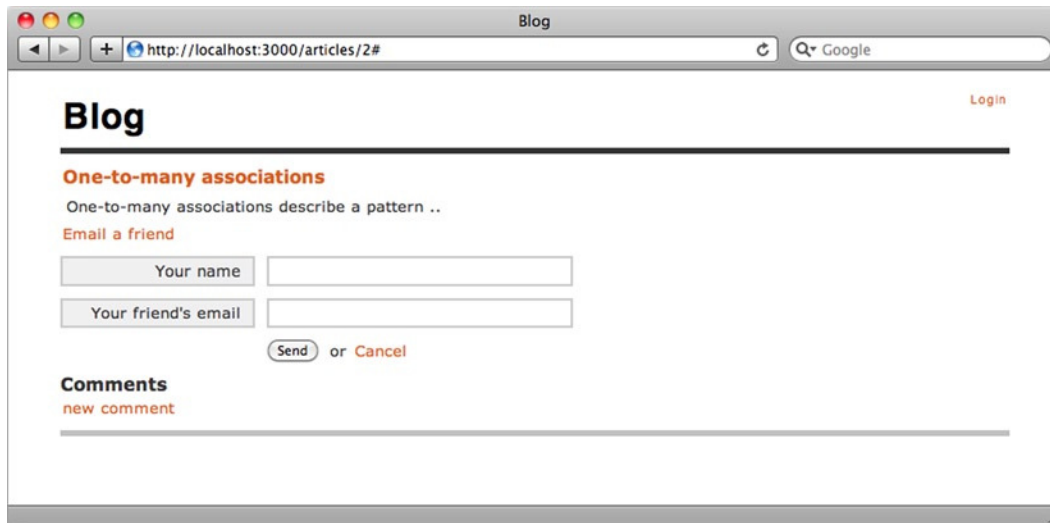 Blog
http://localhost:3000/articles/2#
Google
Login
Blog
One-to-many associations
One-to-many associations describe a pattern ..
Email a friend
Your name
Your friend's email
Send or Cancel
Comments
new comment